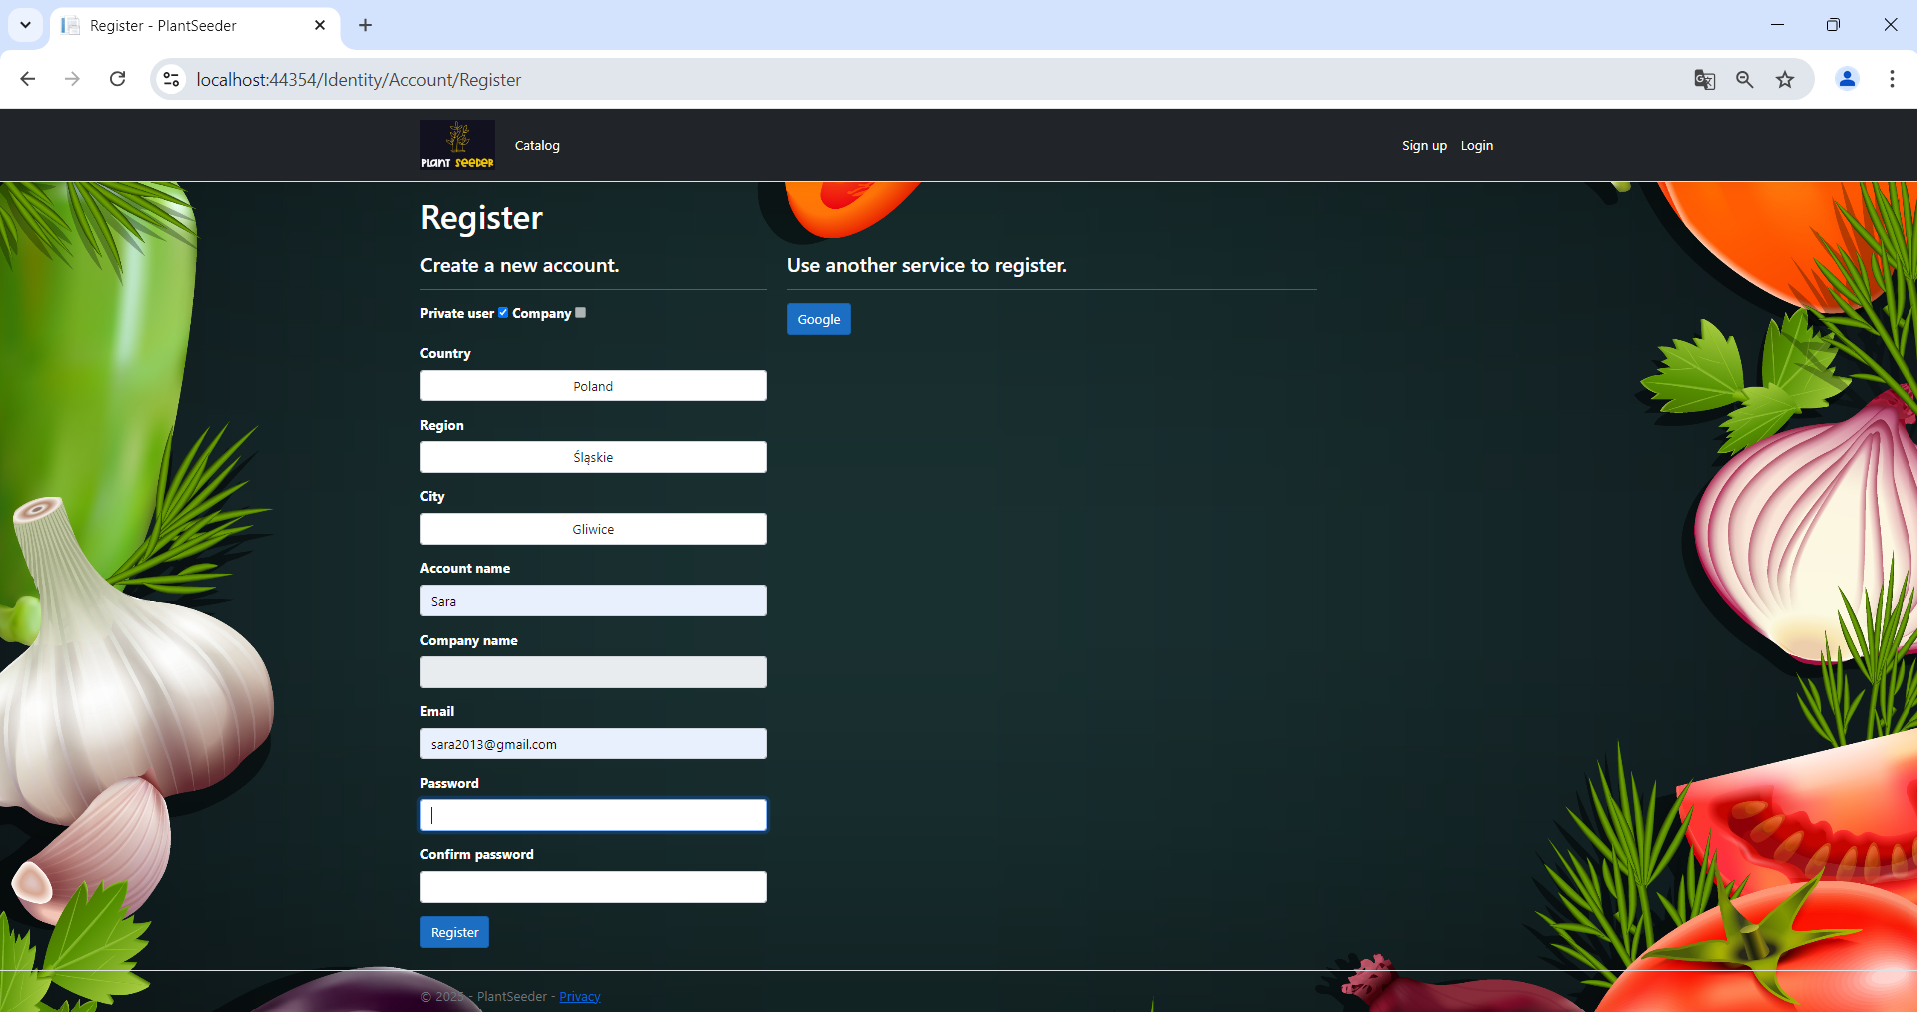 Register - PlantSeeder
localhost:44354/Identity/Account/Register
PLANT SEEDER
Catalog
Sign up Login
Register
Create a new account.
Use another service to register.
Private user Company
Google
Country
Poland
Region
Śląskie
City
Gliwice
Account name
Sara
Company name
Email
sara2013@gmail.com
Password
Confirm password
Register
© 2025 - PlantSeeder - Privacy